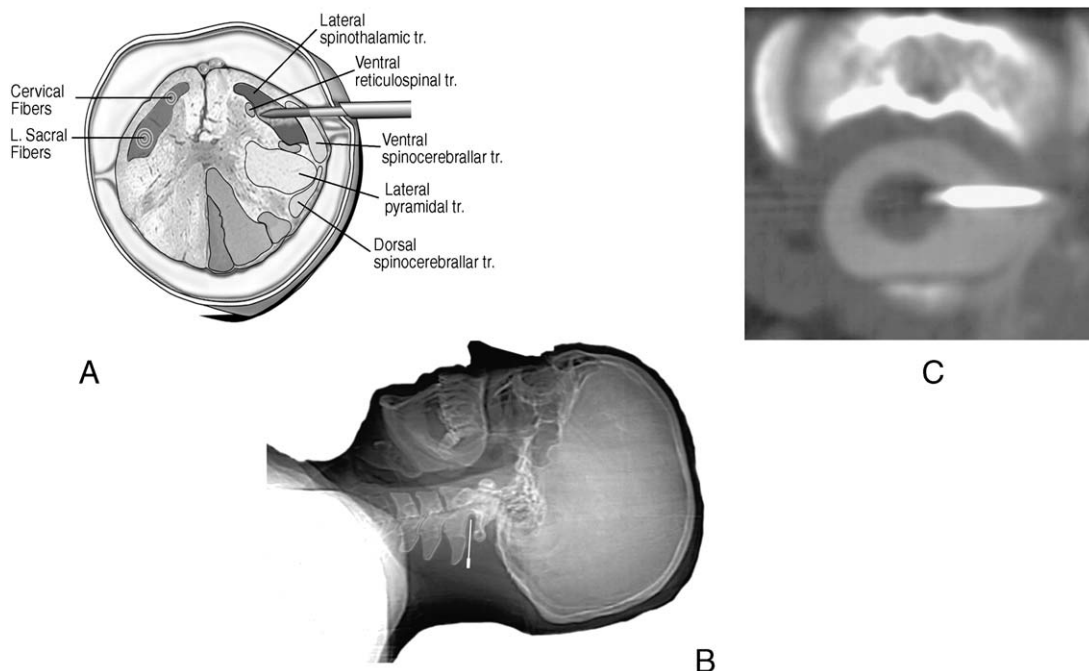 Lateral
spinothalamic tr.
Ventral
reticulospinal tr.
Cervical
Fibers
L. Sacral
Fibers
Ventral
spinocerebrallar tr.
Lateral
pyramidal tr.
Dorsal
spinocerebrallar tr.
A
C
B